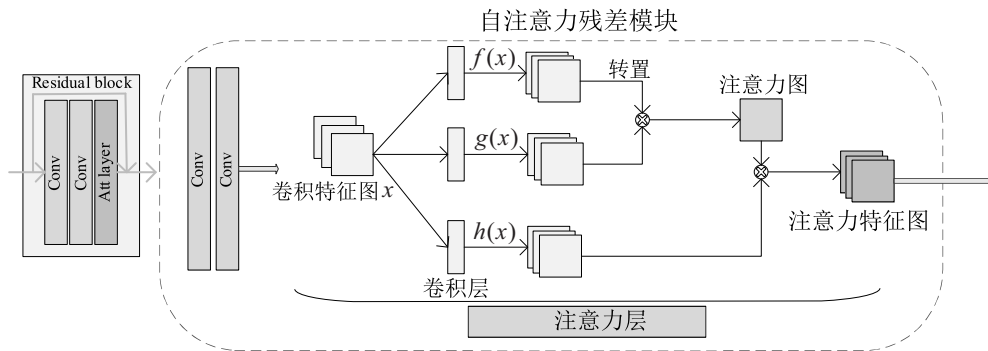 自注意力残差模块
Residual block
Conv
Conv
Att layer
Conv
Conv
卷积特征图 x
f(x)
g(x)
h(x)
卷积层
转置
注意力图
注意力特征图
注意力层